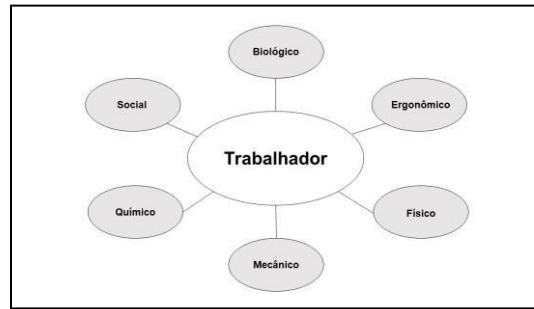 Biológico
Social
Ergonômico
Trabalhador
Químico
Físico
Mecânico